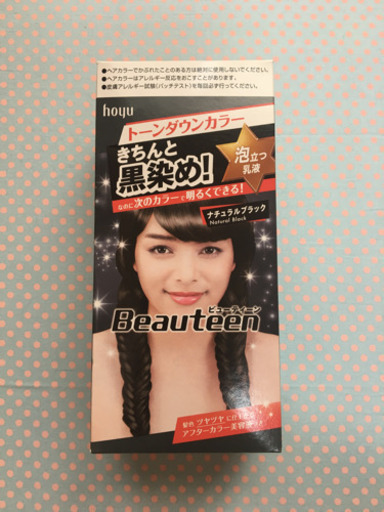 ●ヘアカラーでかぶれたことのある方は絶対に使用しないでください。
●ヘアカラーはアレルギー反応をおこすことがあります。
●皮膚アレルギー試験(パッチテスト)を毎回必ず行ってください。
hoyu
トーンダウンカラー
きちんと
黒染め!
泡立つ
乳液
なのに次のカラーで明るくできる!
ナチュラルブラック
Natural Black
ビューティーン
Beauteen
髪色 ツヤツヤ に
アフターカラー美容液